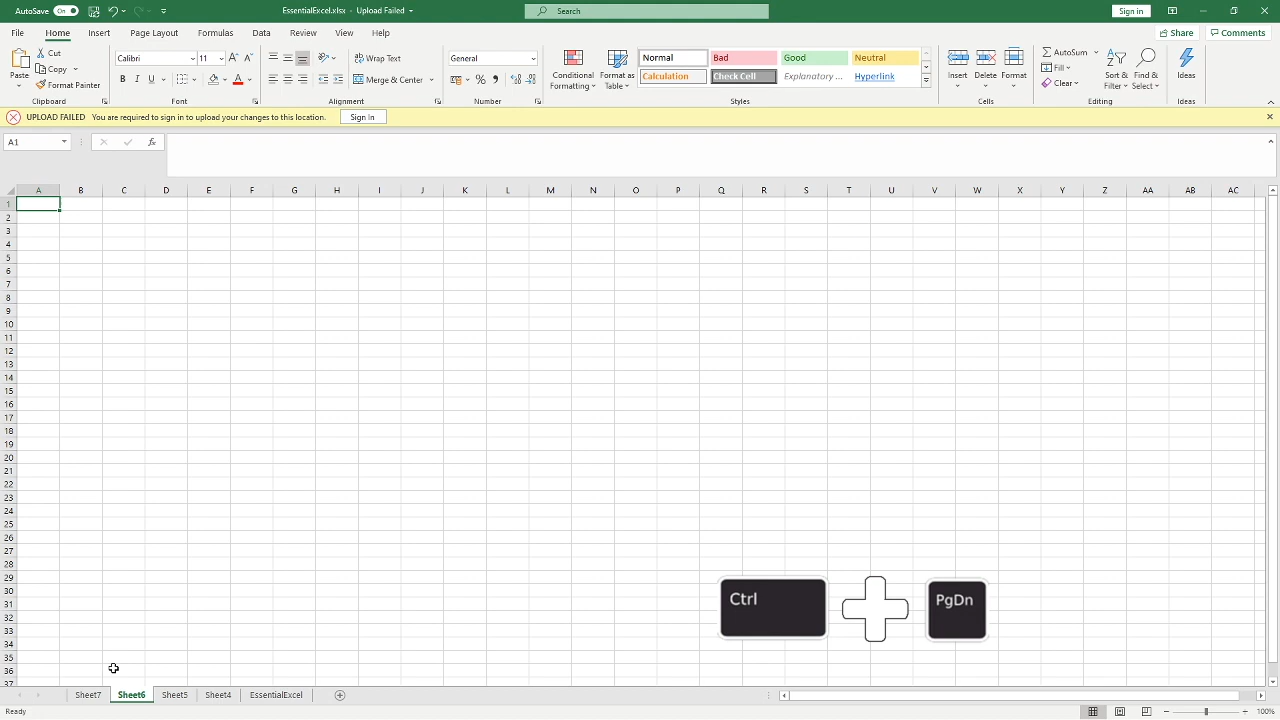 AutoSave On EssentialExcel.xlsx - Upload Failed Search Sign in
File Home Insert Page Layout Formulas Data Review View Help Share Comments
Paste Cut Copy Format Painter Clipboard
Calibri 11 B I U A Font
Wrap Text Merge & Center Alignment
General % Number
Conditional Formatting Format as Table
Normal Bad Good Neutral
Calculation Check Cell Explanatory ... Hyperlink
Styles
Insert Delete Format Cells
AutoSum Fill Clear Sort & Filter Find & Select Editing
Ideas Ideas
UPLOAD FAILED You are required to sign in to upload your changes to this location. Sign In
A1 fx
A B C D E F G H I J K L M N O P Q R S T U V W X Y Z AA AB AC
1
2
3
4
5
6
7
8
9
10
11
12
13
14
15
16
17
18
19
20
21
22
23
24
25
26
27
28
29
30
31
32
33
34
35
36
37
Ctrl PgDn
Sheet7 Sheet6 Sheet5 Sheet4 EssentialExcel
Ready 100%